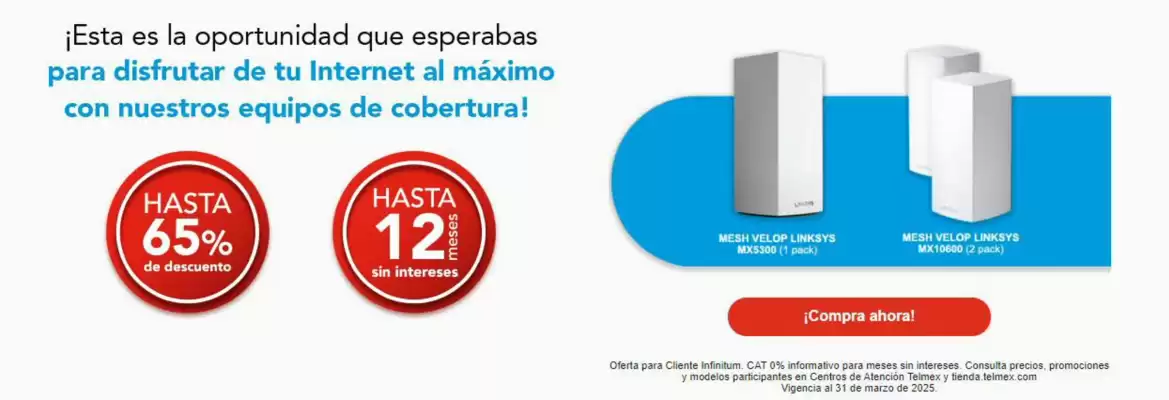 ¡Esta es la oportunidad que esperabas
para disfrutar de tu Internet al máximo
con nuestros equipos de cobertura!
HASTA
65%
de descuento
HASTA
12 meses
sin intereses
LINKSYS
MESH VELOP LINKSYS
MX5300 (1 pack)
MESH VELOP LINKSYS
MX10600 (2 pack)
¡Compra ahora!
Oferta para Cliente Infinitum. CAT 0% informativo para meses sin intereses. Consulta precios, promociones
y modelos participantes en Centros de Atención Telmex y tienda.telmex.com
Vigencia al 31 de marzo de 2025.